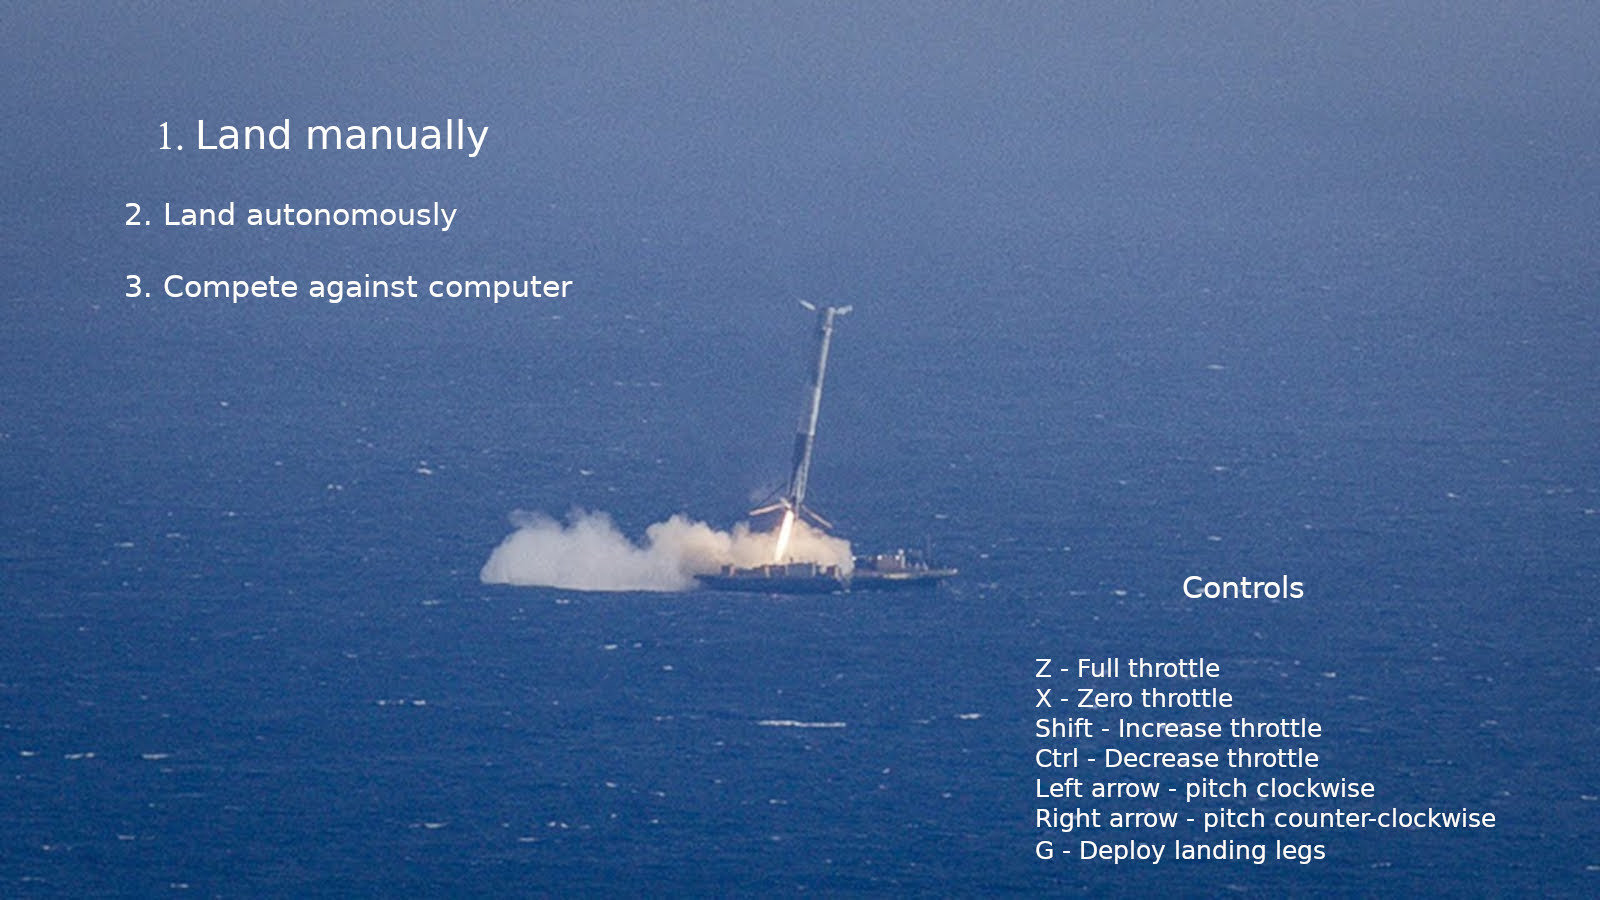 1. Land manually
2. Land autonomously
3. Compete against computer
Controls
Z - Full throttle
X - Zero throttle
Shift - Increase throttle
Ctrl - Decrease throttle
Left arrow - pitch clockwise
Right arrow - pitch counter-clockwise
G - Deploy landing legs